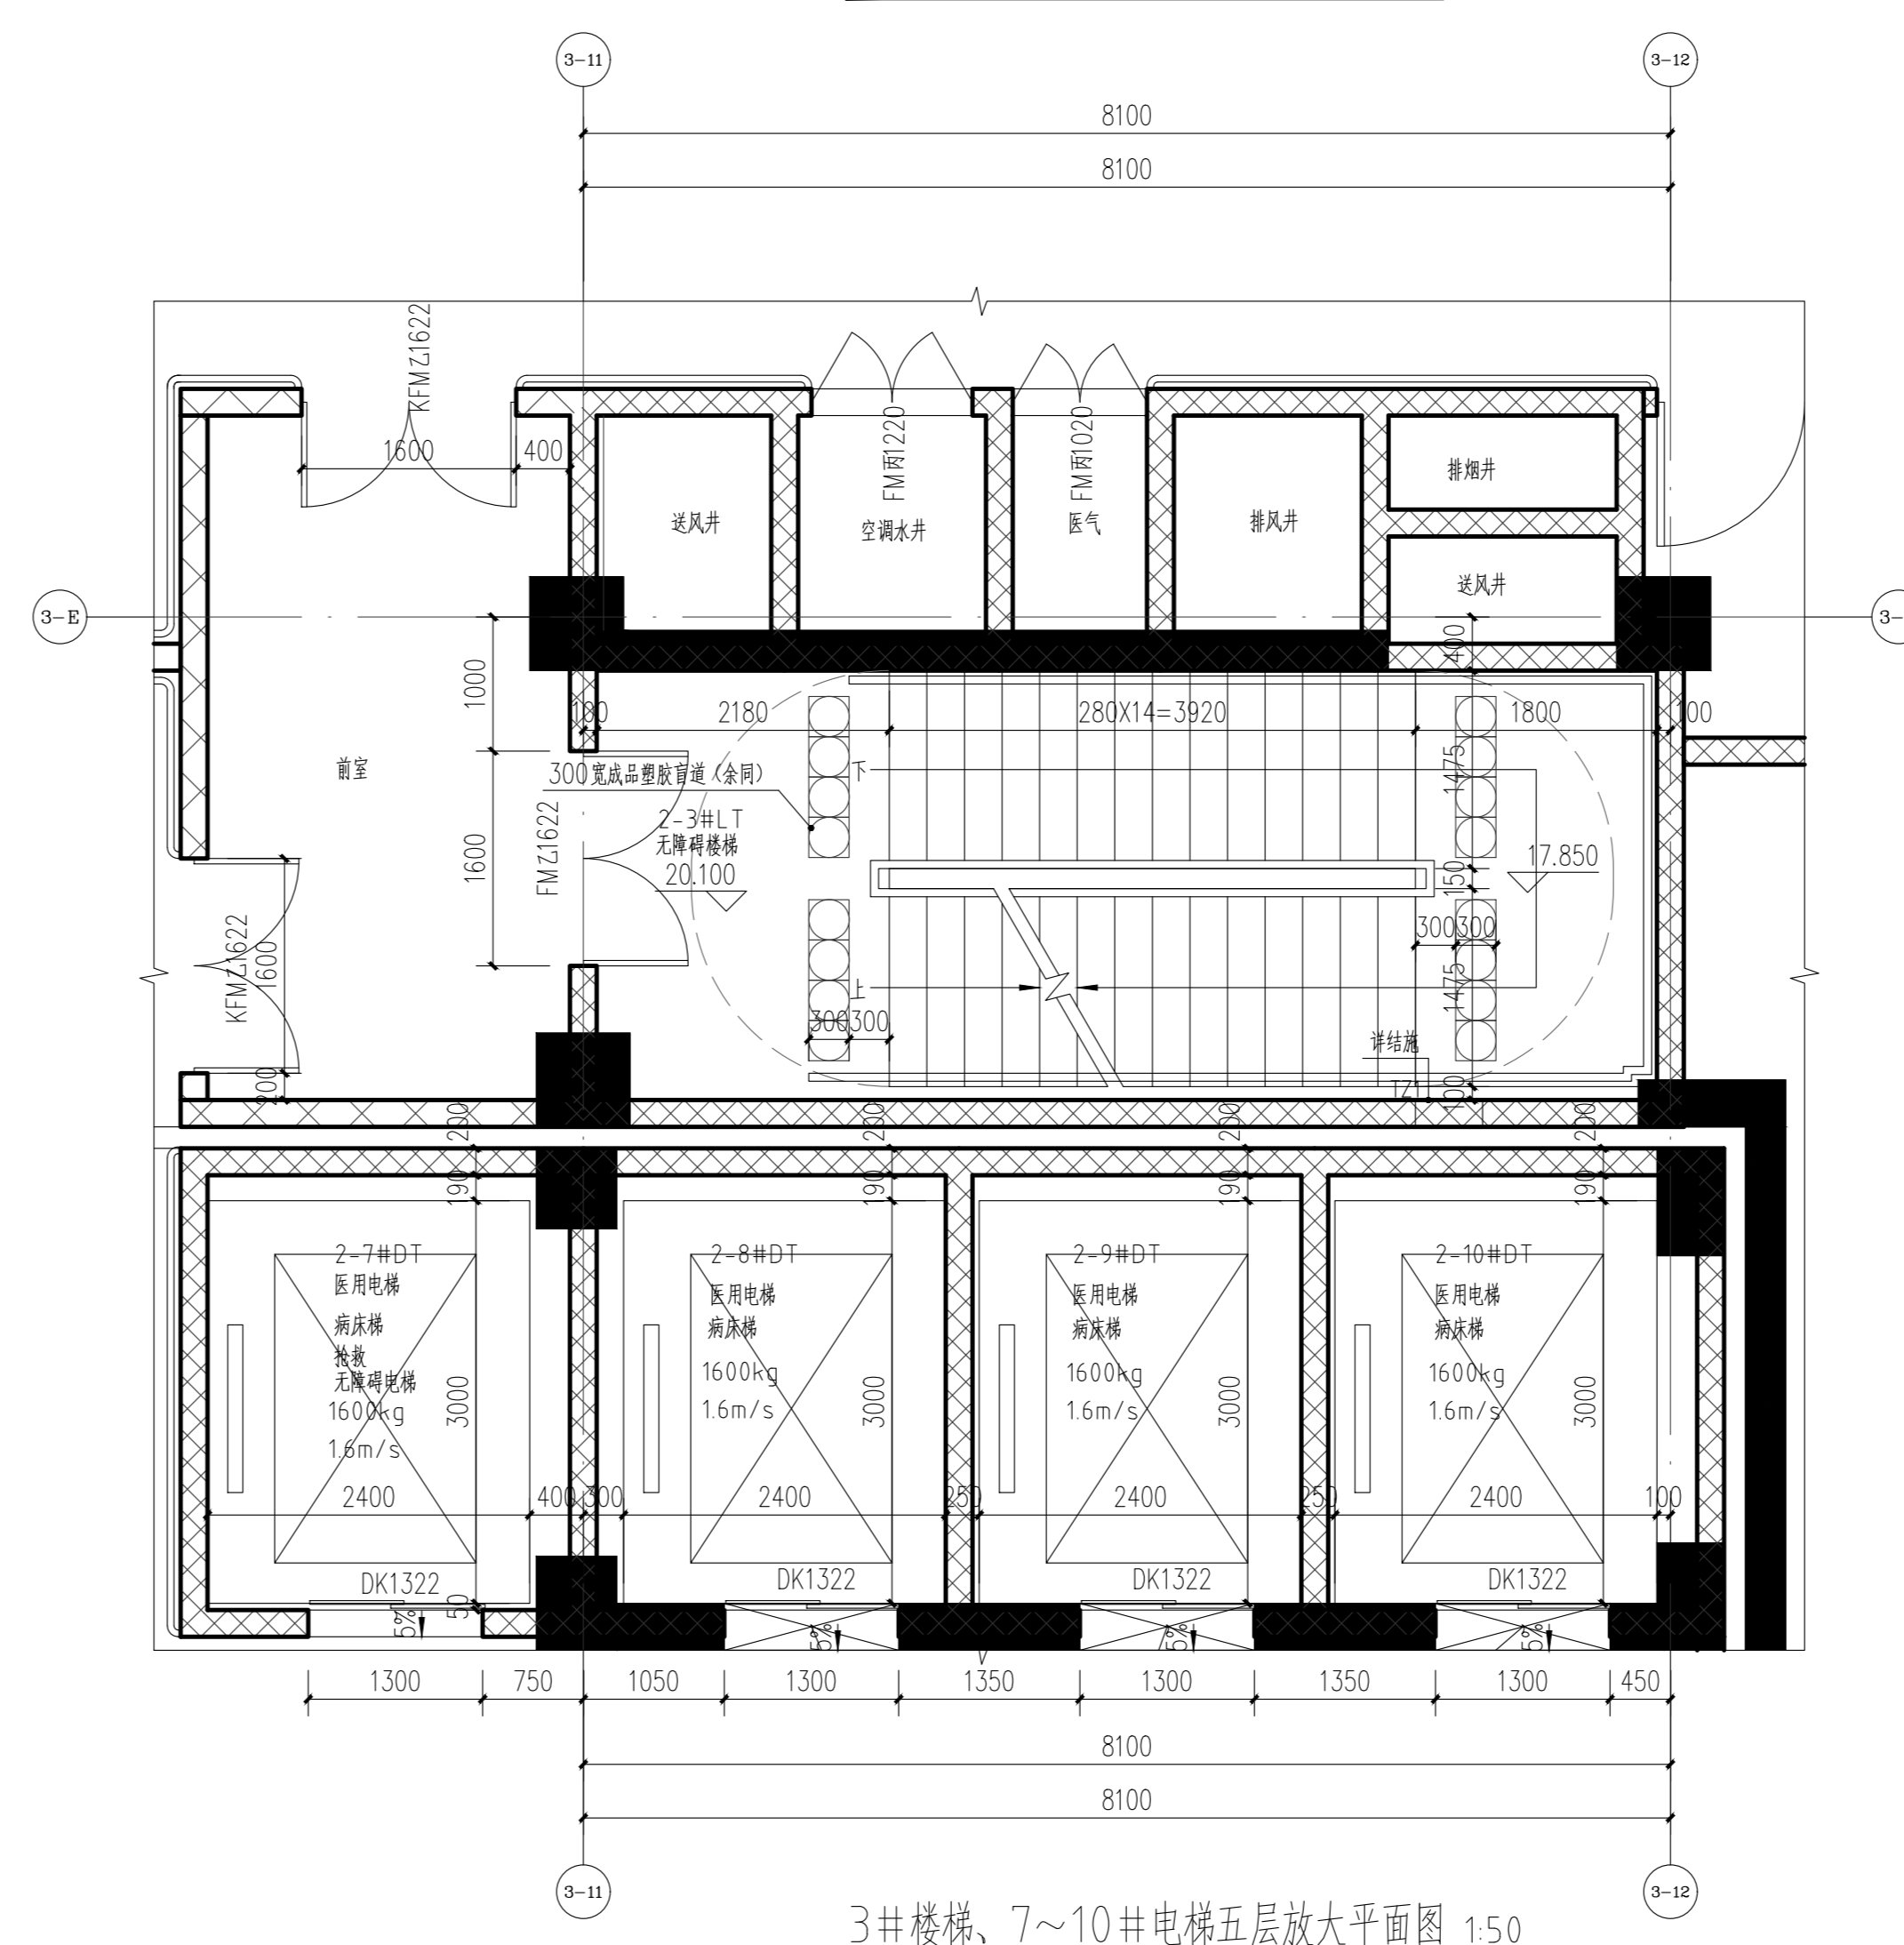 3-11
3-12
8100
8100
KFMZ1622
1600
400
FM丙1220
FM丙1020
送风井
空调水井
医气
排风井
排烟井
送风井
3-E
3-
400
1000
100
2180
280X14=3920
1800
100
前室
300宽成品塑胶盲道(余同)
下
1475
2-3#LT
无障碍楼梯
20.100
17.850
150
1600
FMZ1622
KFMZ1622
1600
300300
1475
上
300300
详结施
TZ1
100
200
200
200
200
200
190
190
190
190
2-7#DT
医用电梯
病床梯
抢救
无障碍电梯
1600kg
1.6m/s
2-8#DT
医用电梯
病床梯
1600kg
1.6m/s
2-9#DT
医用电梯
病床梯
1600kg
1.6m/s
2-10#DT
医用电梯
病床梯
1600kg
1.6m/s
3000
3000
3000
3000
2400
400
300
2400
250
2400
250
2400
100
DK1322
DK1322
DK1322
DK1322
50
5%
5%
5%
5%
1300
750
1050
1300
1350
1300
1350
1300
450
8100
8100
3-11
3-12
3#楼梯、7~10#电梯五层放大平面图 1:50